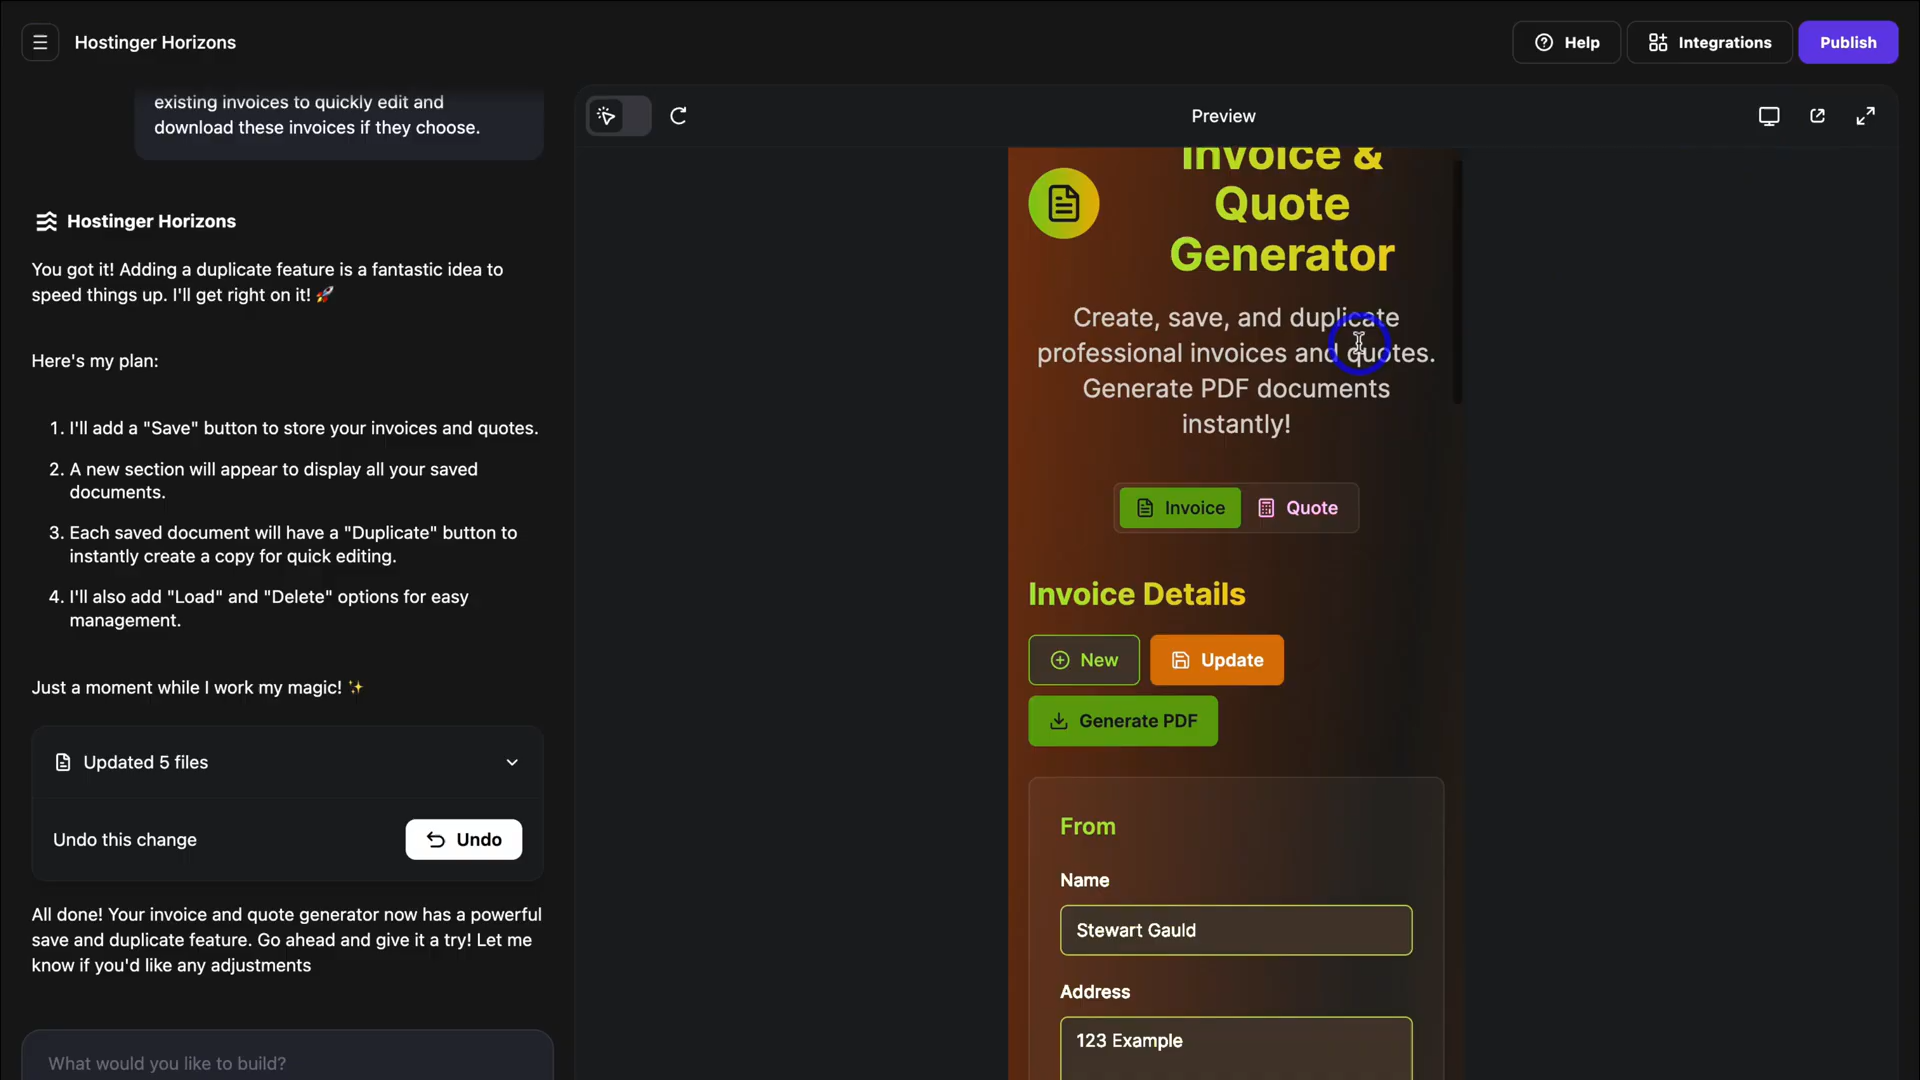 Hostinger Horizons
Help
Integrations
Publish
existing invoices to quickly edit and
download these invoices if they choose.
Hostinger Horizons
You got it! Adding a duplicate feature is a fantastic idea to
speed things up. I'll get right on it! 🚀
Here's my plan:
1. I'll add a "Save" button to store your invoices and quotes.
2. A new section will appear to display all your saved
documents.
3. Each saved document will have a "Duplicate" button to
instantly create a copy for quick editing.
4. I'll also add "Load" and "Delete" options for easy
management.
Just a moment while I work my magic! ✨
Updated 5 files
Undo this change
Undo
All done! Your invoice and quote generator now has a powerful
save and duplicate feature. Go ahead and give it a try! Let me
know if you'd like any adjustments
What would you like to build?
Preview
Invoice &
Quote
Generator
Create, save, and duplicate
professional invoices and quotes.
Generate PDF documents
instantly!
Invoice
Quote
Invoice Details
New
Update
Generate PDF
From
Name
Stewart Gauld
Address
123 Example